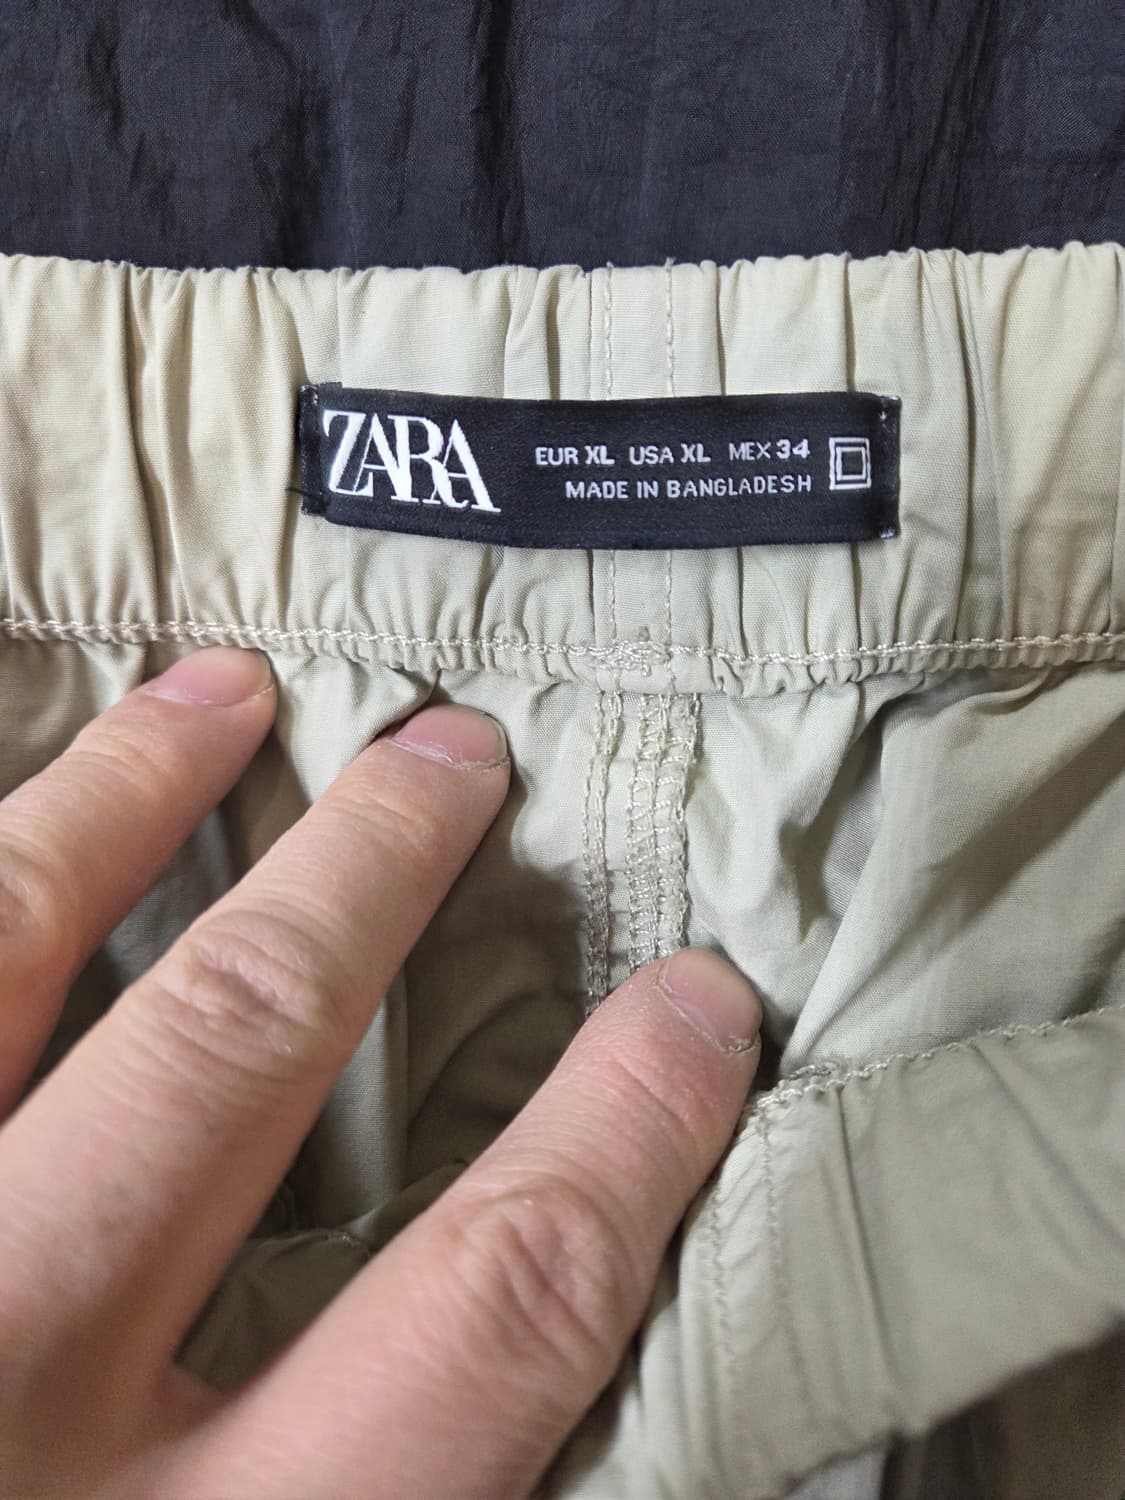 ZARA
EUR XL USA XL MEX 34
MADE IN BANGLADESH